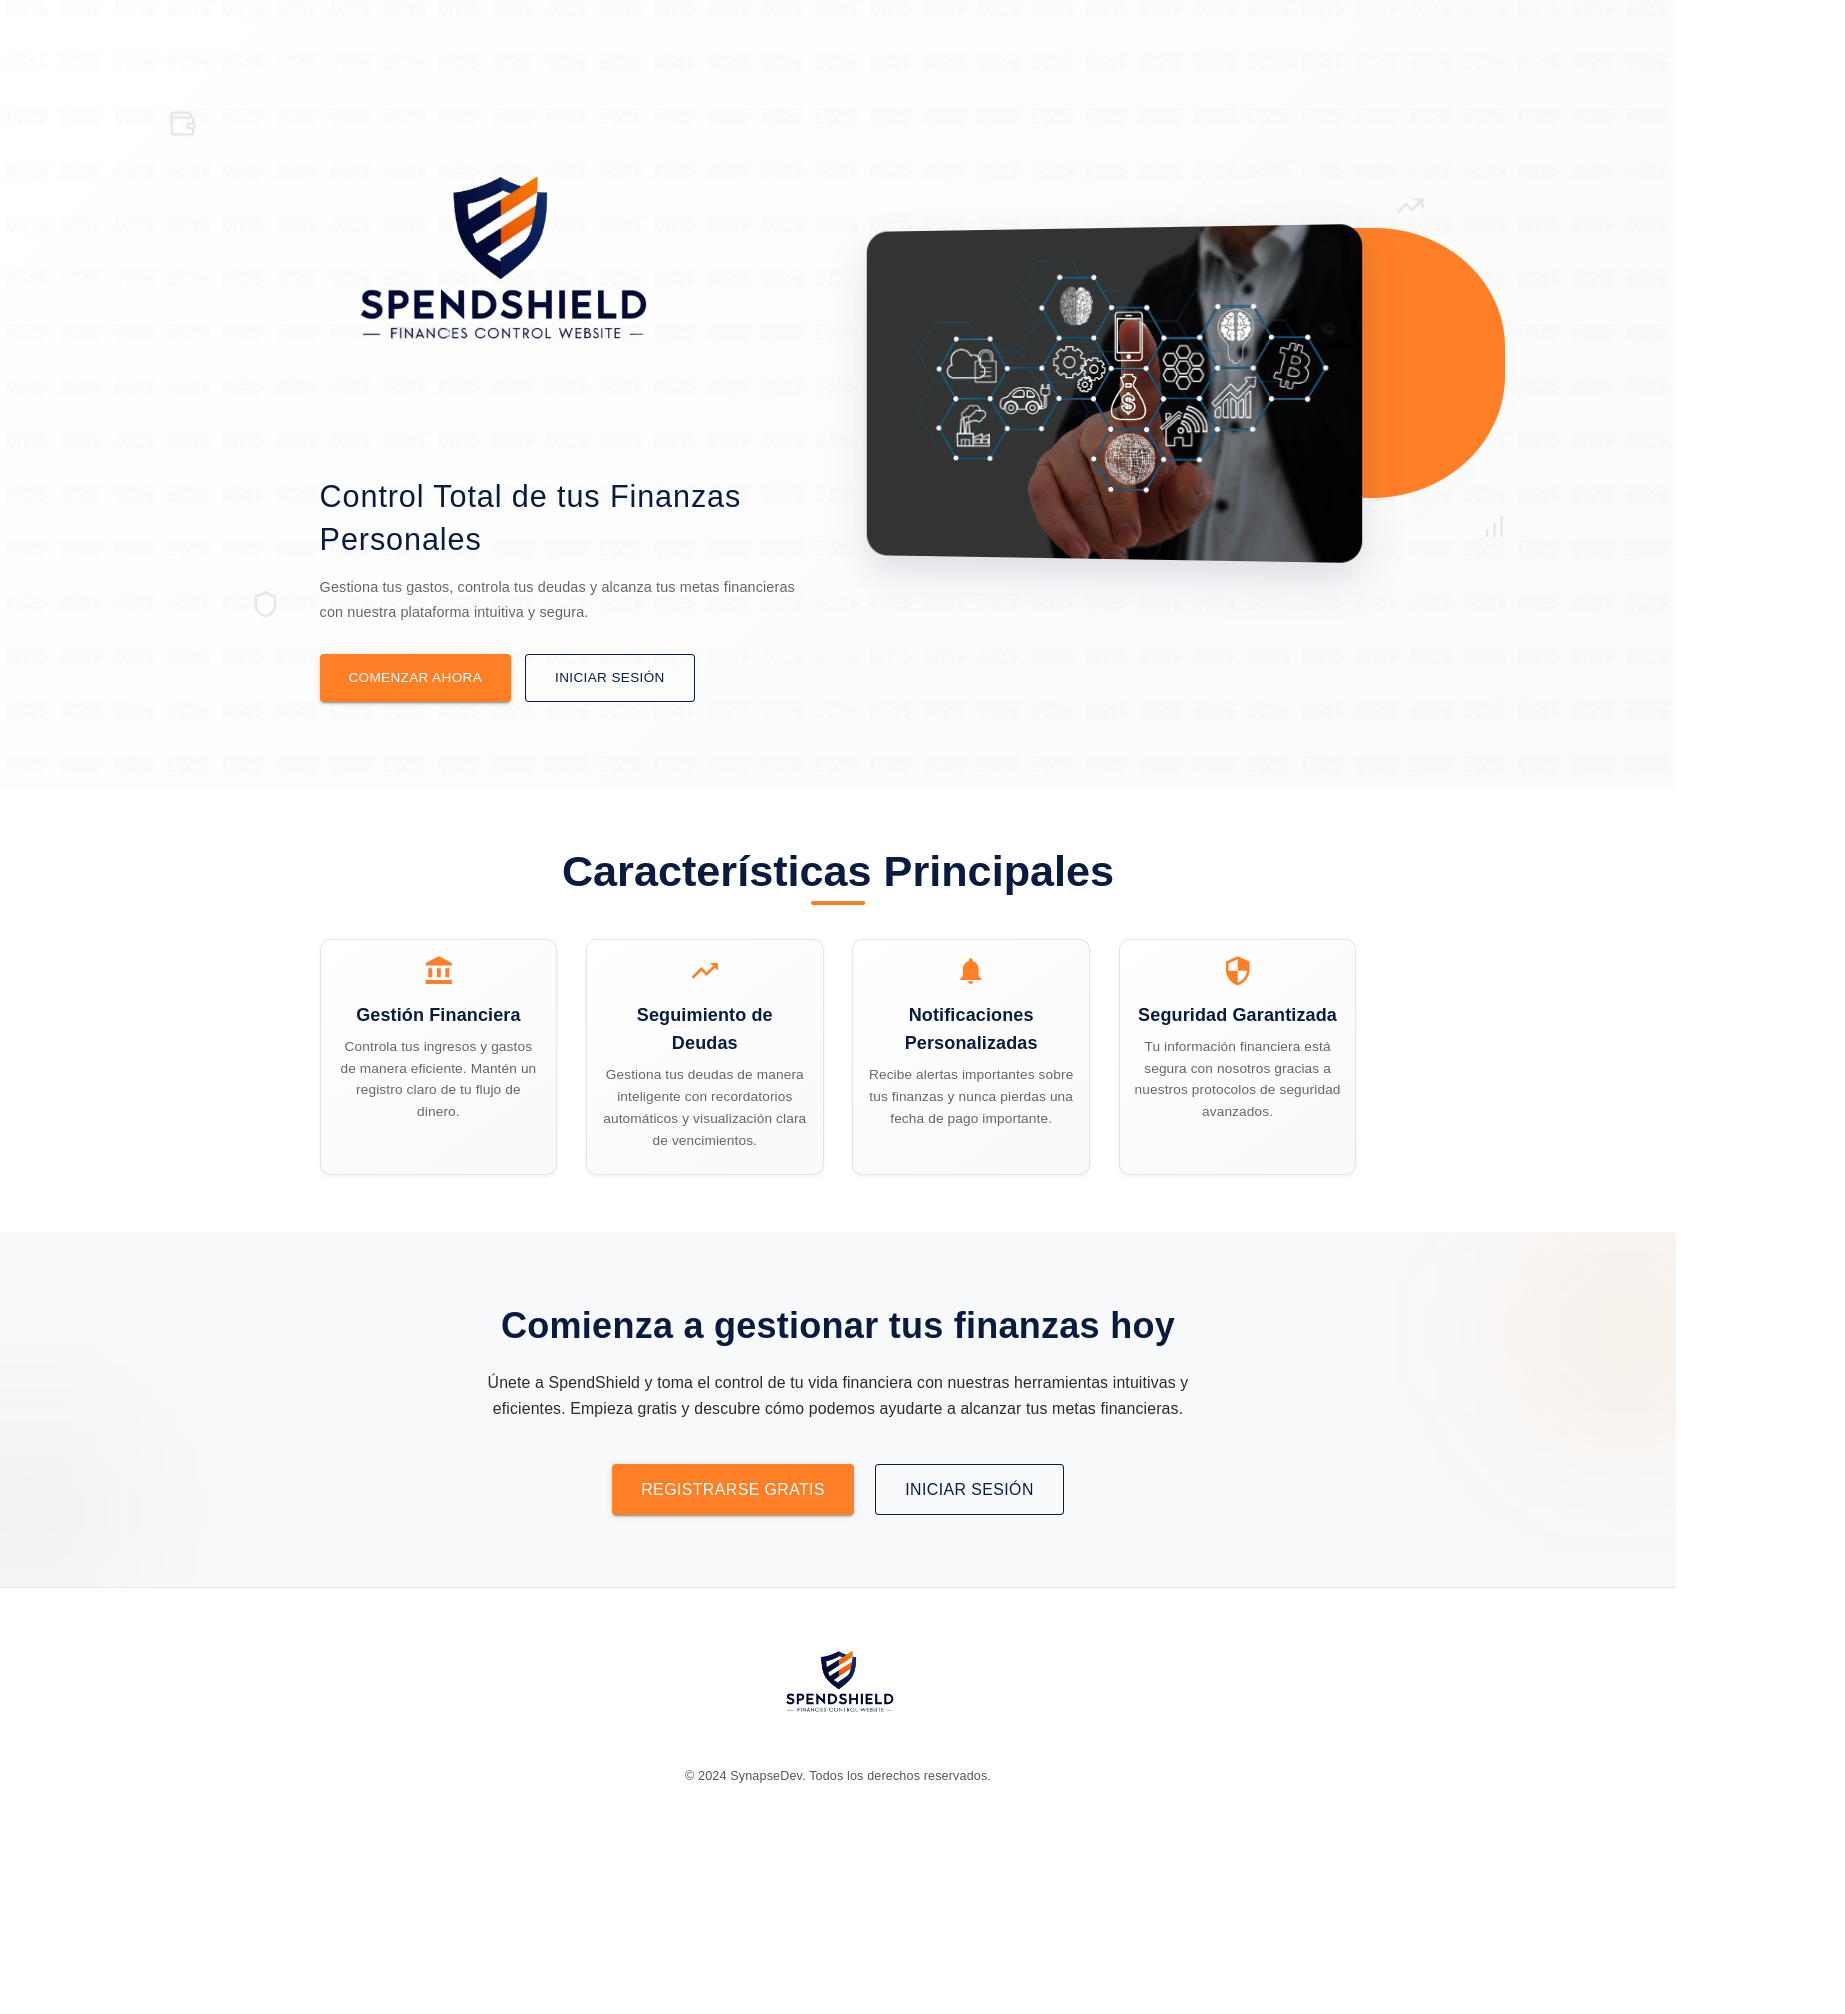 SPENDSHIELD
FINANCES CONTROL WEBSITE
Control Total de tus Finanzas
Personales
Gestiona tus gastos, controla tus deudas y alcanza tus metas financieras
con nuestra plataforma intuitiva y segura.
COMENZAR AHORA
INICIAR SESIÓN
Características Principales
Gestión Financiera
Controla tus ingresos y gastos
de manera eficiente. Mantén un
registro claro de tu flujo de
dinero.
Seguimiento de
Deudas
Gestiona tus deudas de manera
inteligente con recordatorios
automáticos y visualización clara
de vencimientos.
Notificaciones
Personalizadas
Recibe alertas importantes sobre
tus finanzas y nunca pierdas una
fecha de pago importante.
Seguridad Garantizada
Tu información financiera está
segura con nosotros gracias a
nuestros protocolos de seguridad
avanzados.
Comienza a gestionar tus finanzas hoy
Únete a SpendShield y toma el control de tu vida financiera con nuestras herramientas intuitivas y
eficientes. Empieza gratis y descubre cómo podemos ayudarte a alcanzar tus metas financieras.
REGISTRARSE GRATIS
INICIAR SESIÓN
SPENDSHIELD
FINANCIES CONTROL WEBSITE
© 2024 SynapseDev. Todos los derechos reservados.